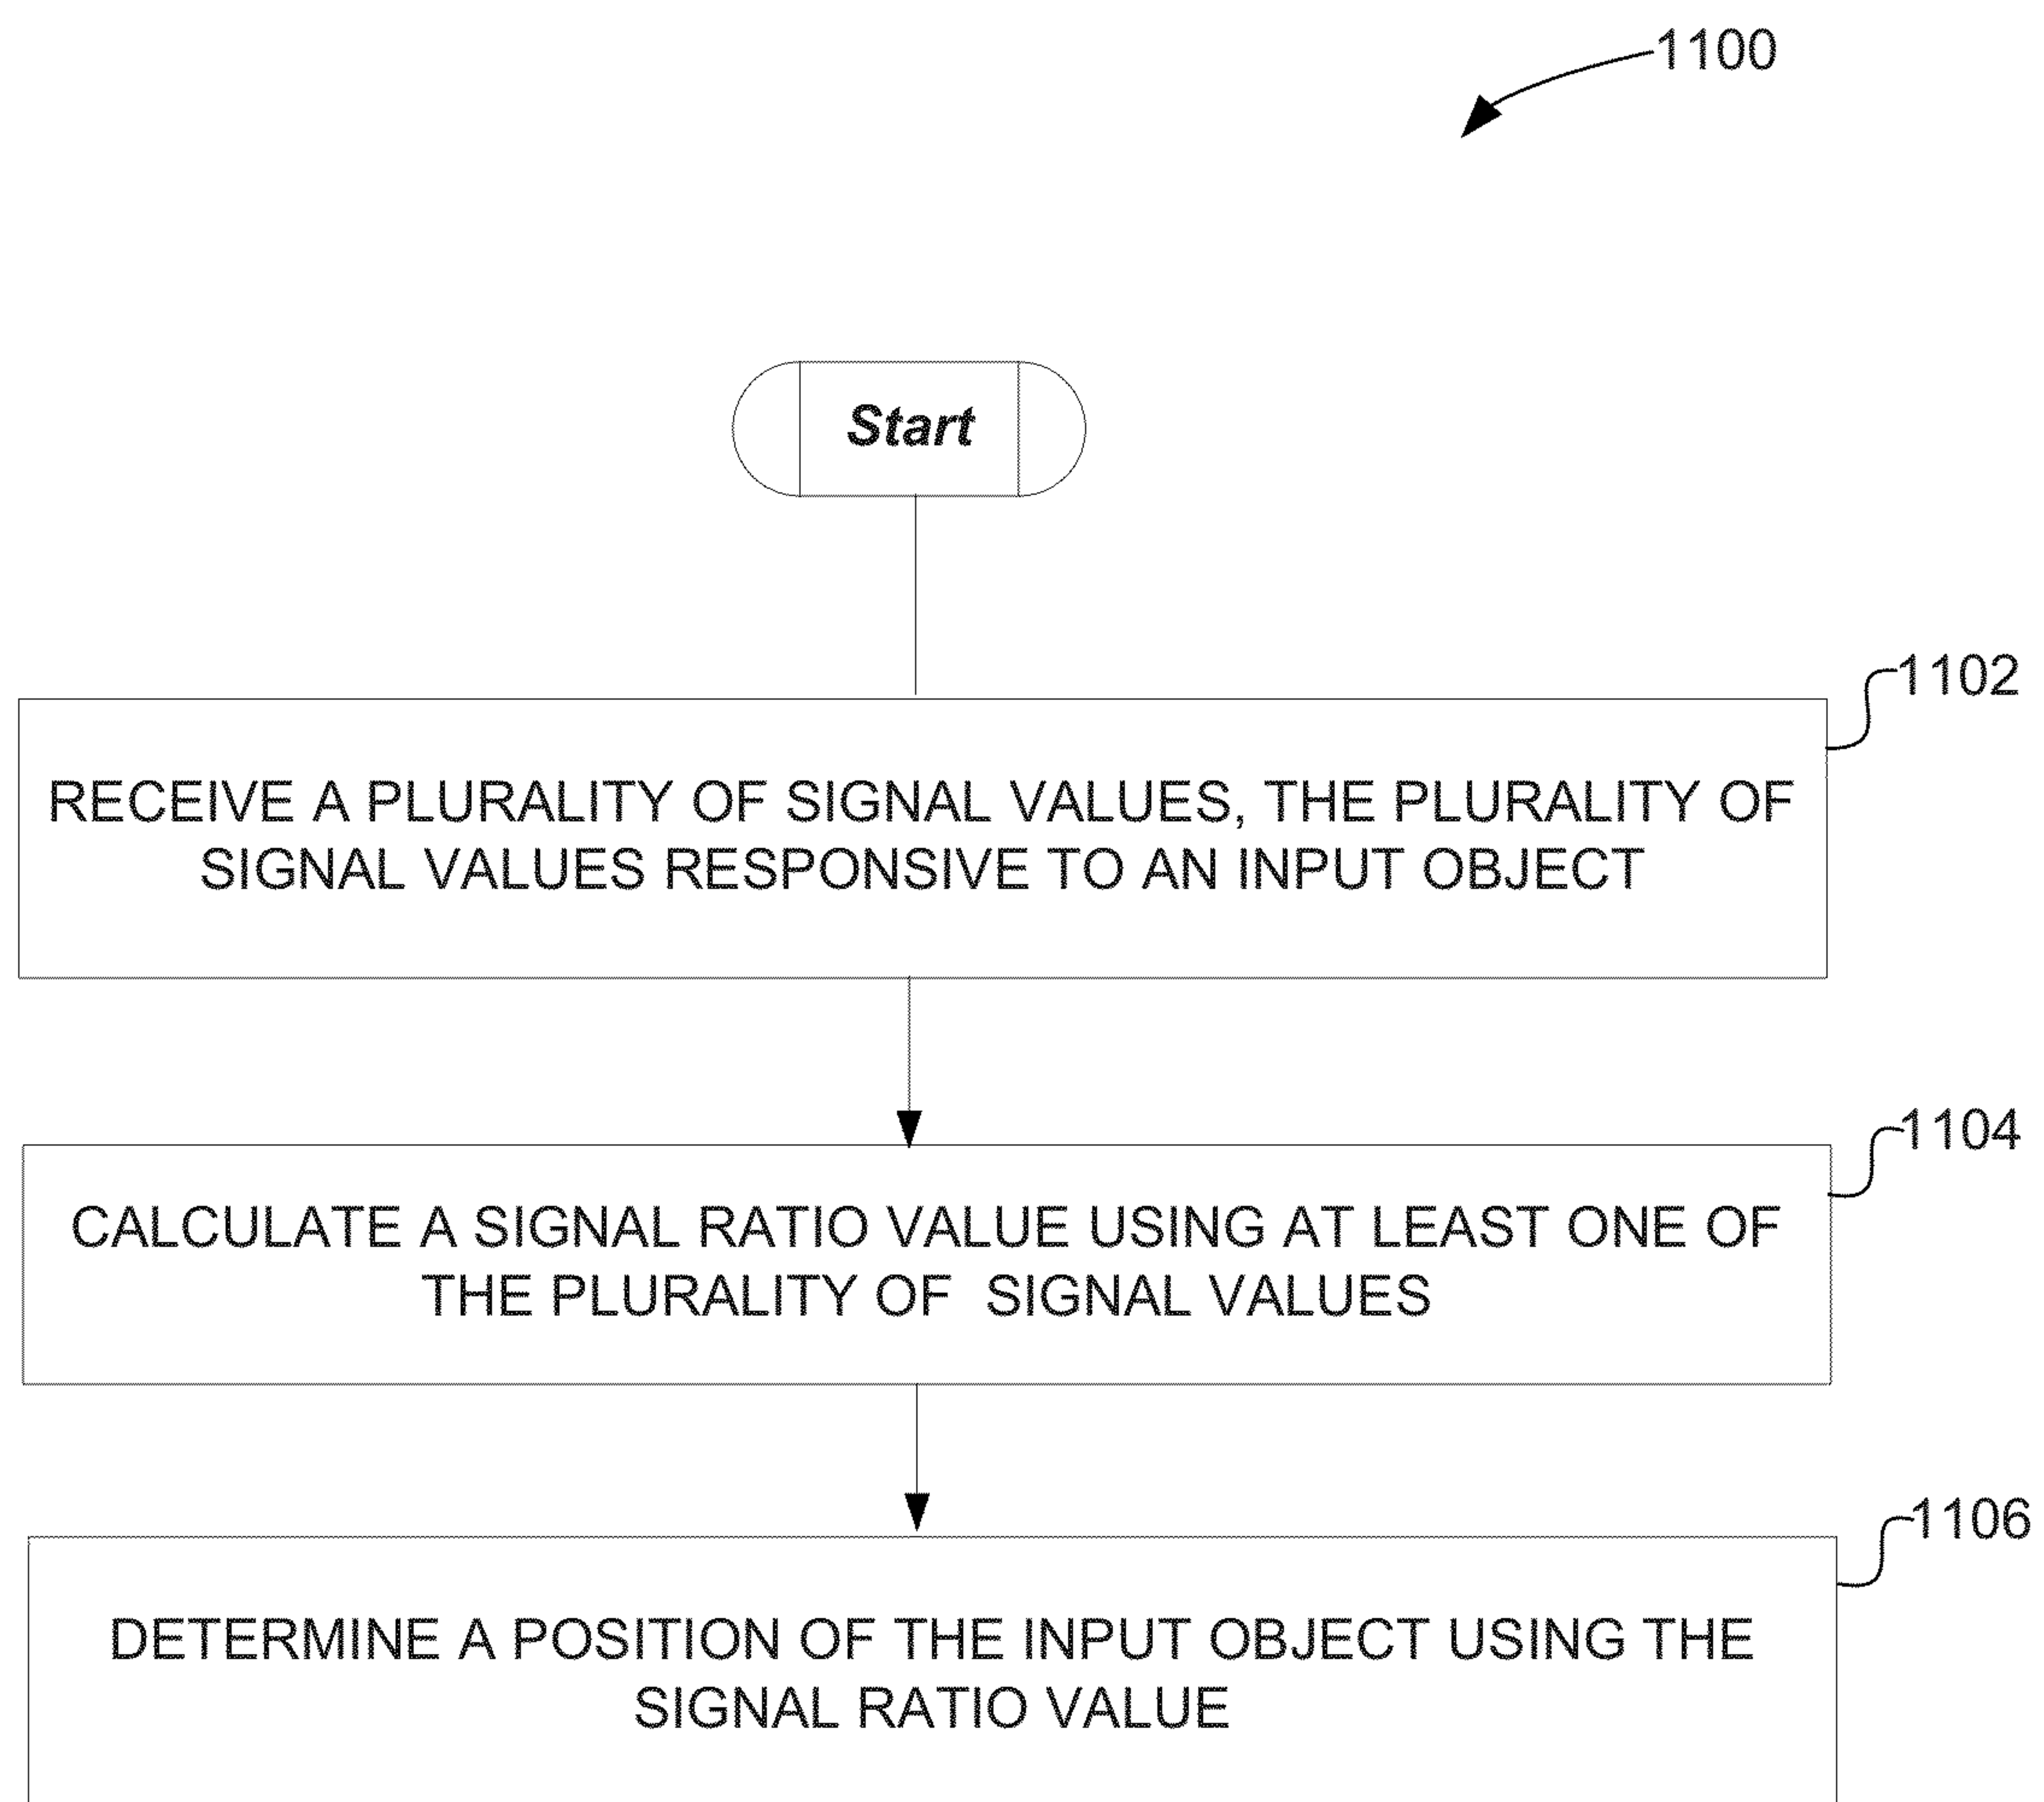 1100
Start
1102
RECEIVE A PLURALITY OF SIGNAL VALUES, THE PLURALITY OF
SIGNAL VALUES RESPONSIVE TO AN INPUT OBJECT
1104
CALCULATE A SIGNAL RATIO VALUE USING AT LEAST ONE OF
THE PLURALITY OF SIGNAL VALUES
1106
DETERMINE A POSITION OF THE INPUT OBJECT USING THE
SIGNAL RATIO VALUE